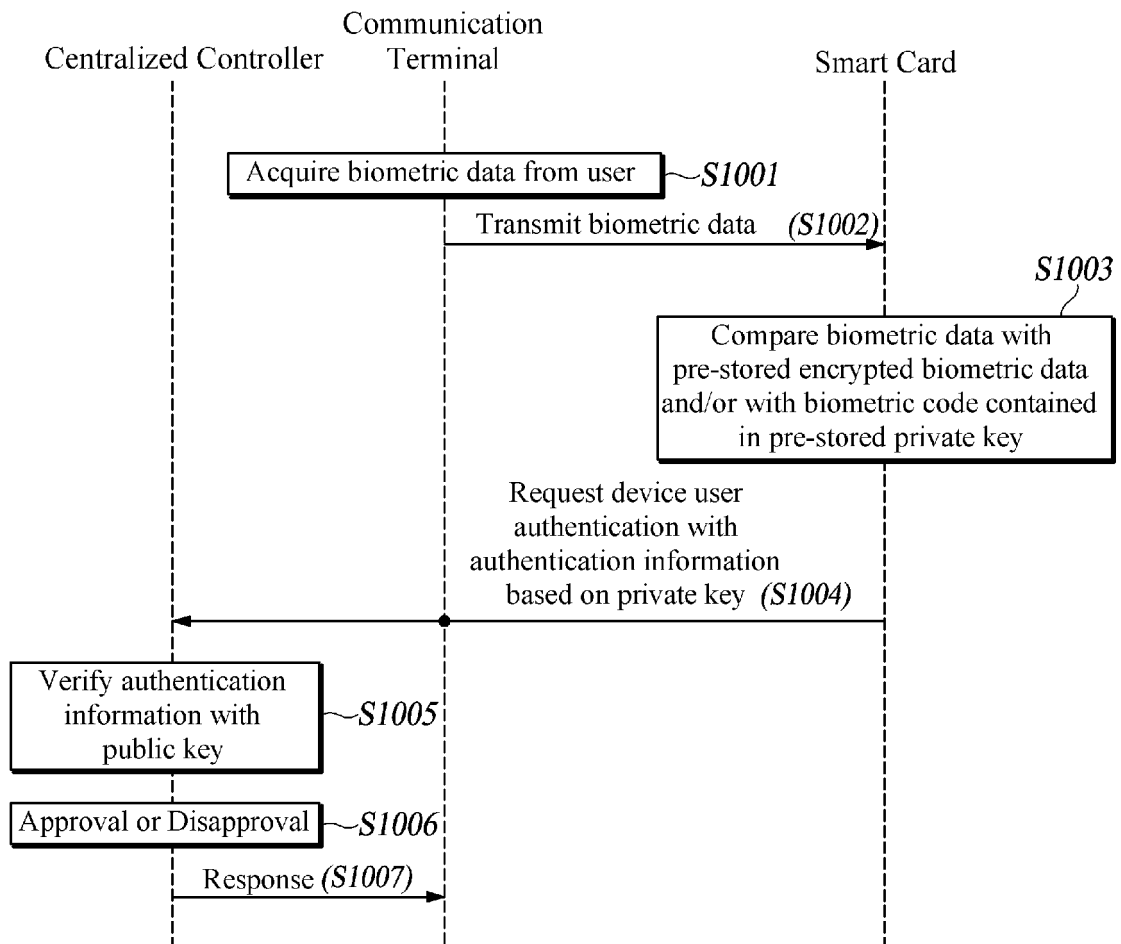 Communication
Terminal
Centralized Controller
Smart Card
Acquire biometric data from user
S1001
Transmit biometric data (S1002)
S1003
Compare biometric data with
pre-stored encrypted biometric data
and/or with biometric code contained
in pre-stored private key
Request device user
authentication with
authentication information
based on private key (S1004)
Verify authentication
information with
public key
S1005
Approval or Disapproval
S1006
Response (S1007)